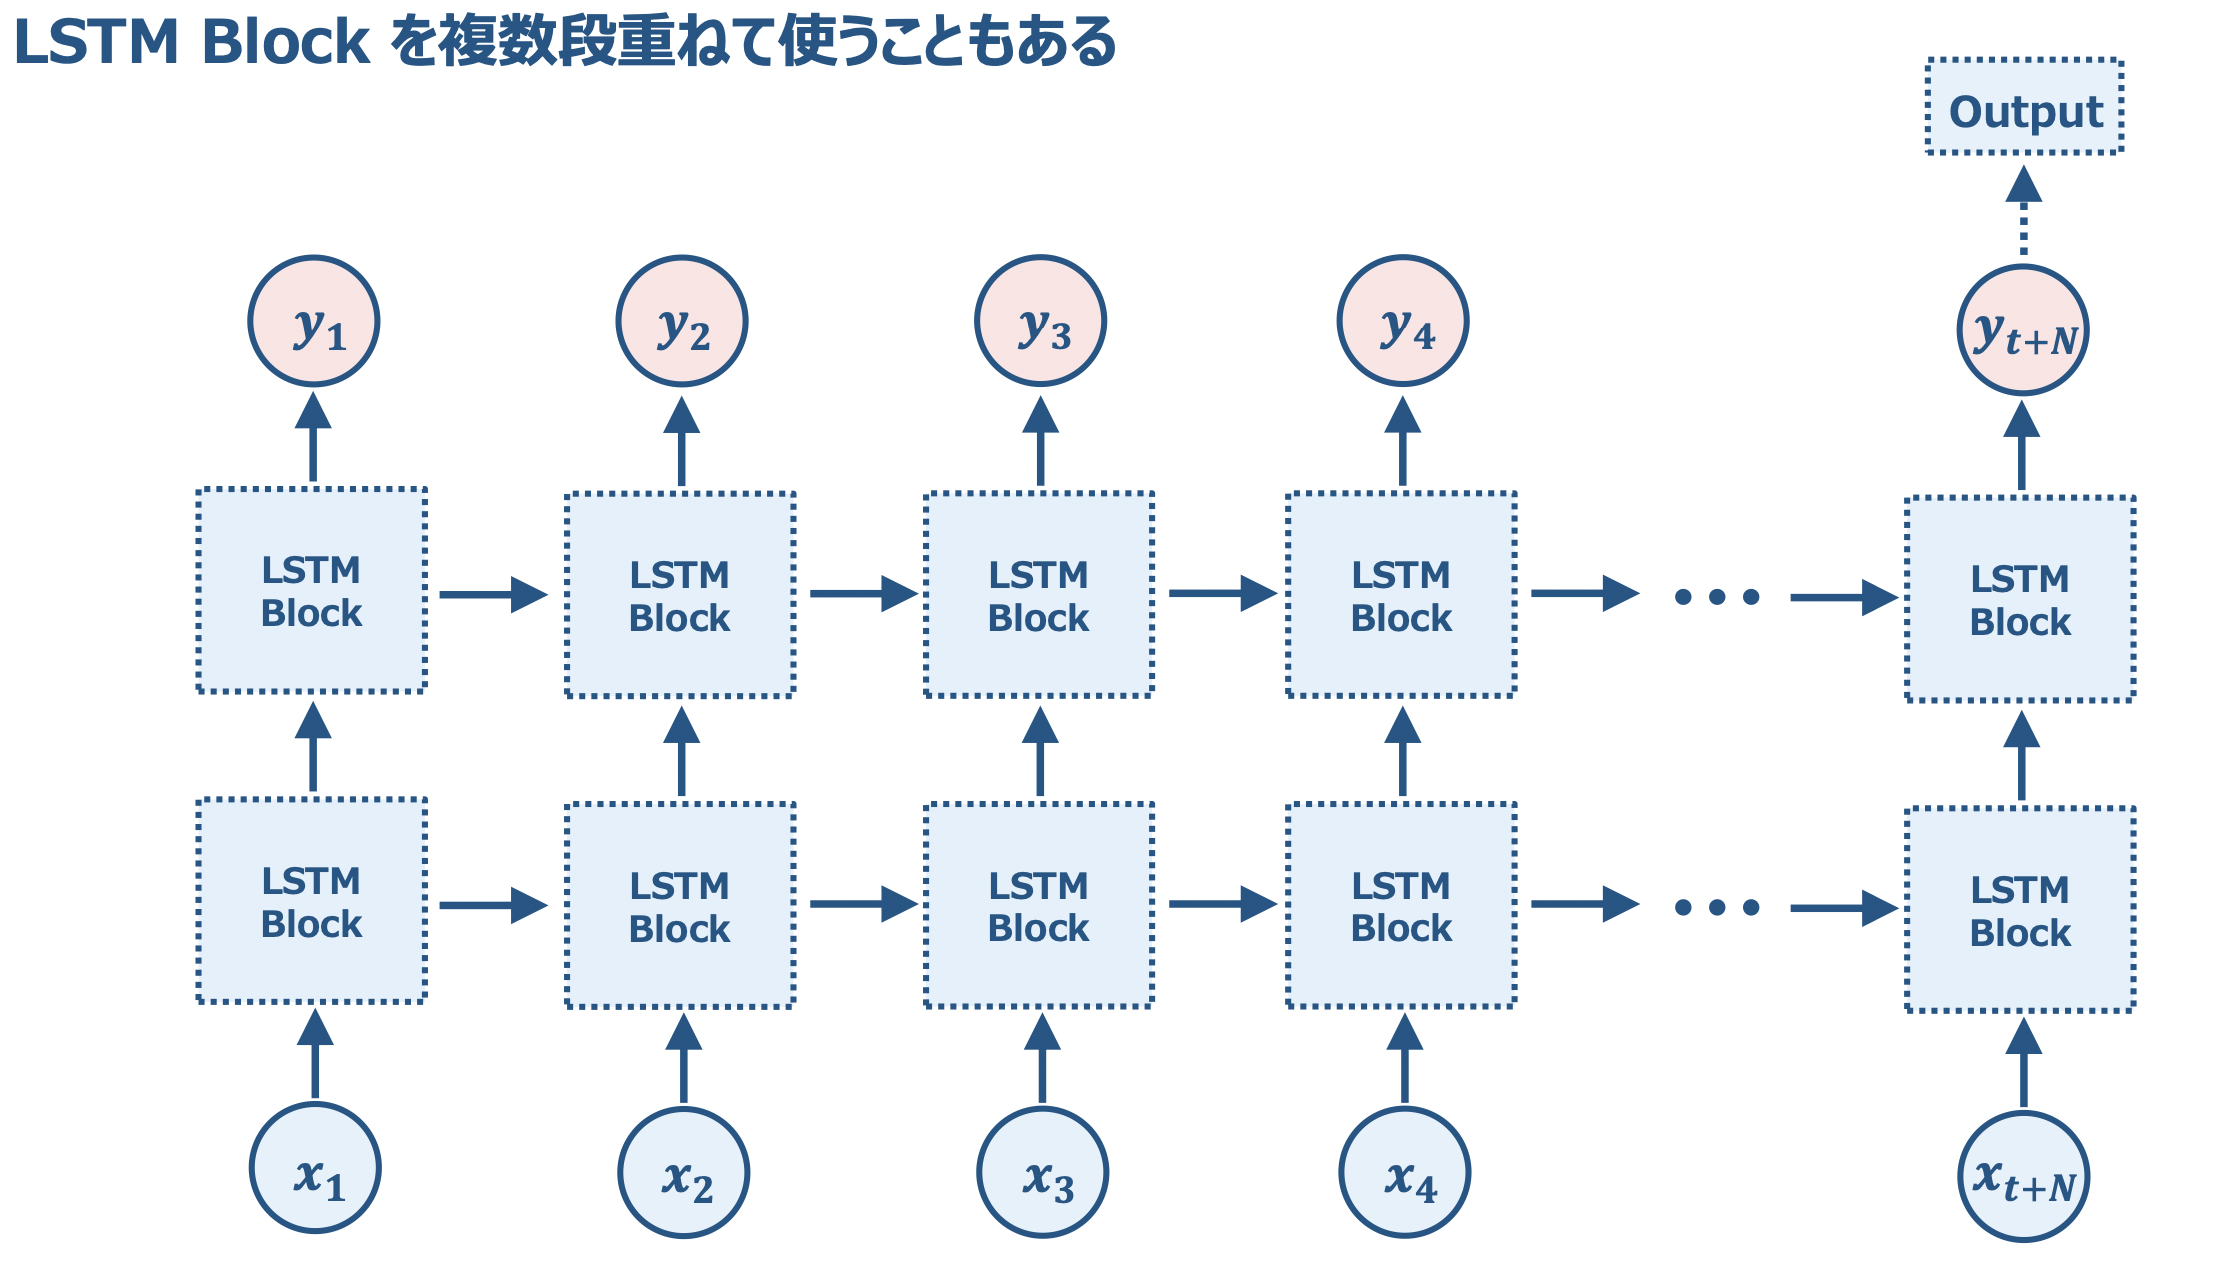 LSTM Block を複数段重ねて使うこともある
Output
y1
y2
y3
y4
yt+N
LSTM
Block
LSTM
Block
LSTM
Block
LSTM
Block
LSTM
Block
LSTM
Block
LSTM
Block
LSTM
Block
LSTM
Block
LSTM
Block
x1
x2
x3
x4
xt+N